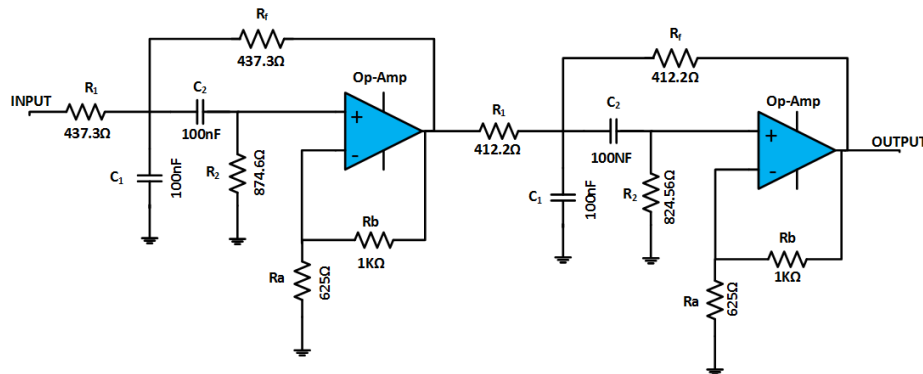 Rf
437.3Ω
Op-Amp
C2
100nF
INPUT
R1
437.3Ω
+
-
C1
100nF
R2
874.6Ω
Rb
1KΩ
Ra
625Ω
R1
412.2Ω
Rf
412.2Ω
Op-Amp
C2
100NF
+
-
OUTPUT
C1
100nF
R2
824.56Ω
Rb
1KΩ
Ra
625Ω